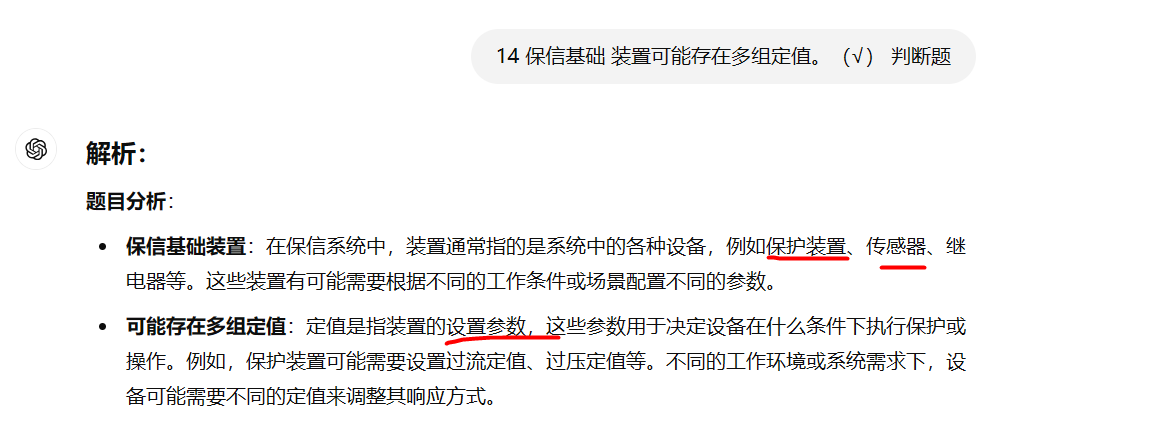 14 保信基础 装置可能存在多组定值。（√） 判断题
解析：
题目分析：
保信基础装置：在保信系统中，装置通常指的是系统中的各种设备，例如保护装置、传感器、继
电器等。这些装置有可能需要根据不同的工作条件或场景配置不同的参数。
可能存在多组定值：定值是指装置的设置参数，这些参数用于决定设备在什么条件下执行保护或
操作。例如，保护装置可能需要设置过流定值、过压定值等。不同的工作环境或系统需求下，设
备可能需要不同的定值来调整其响应方式。